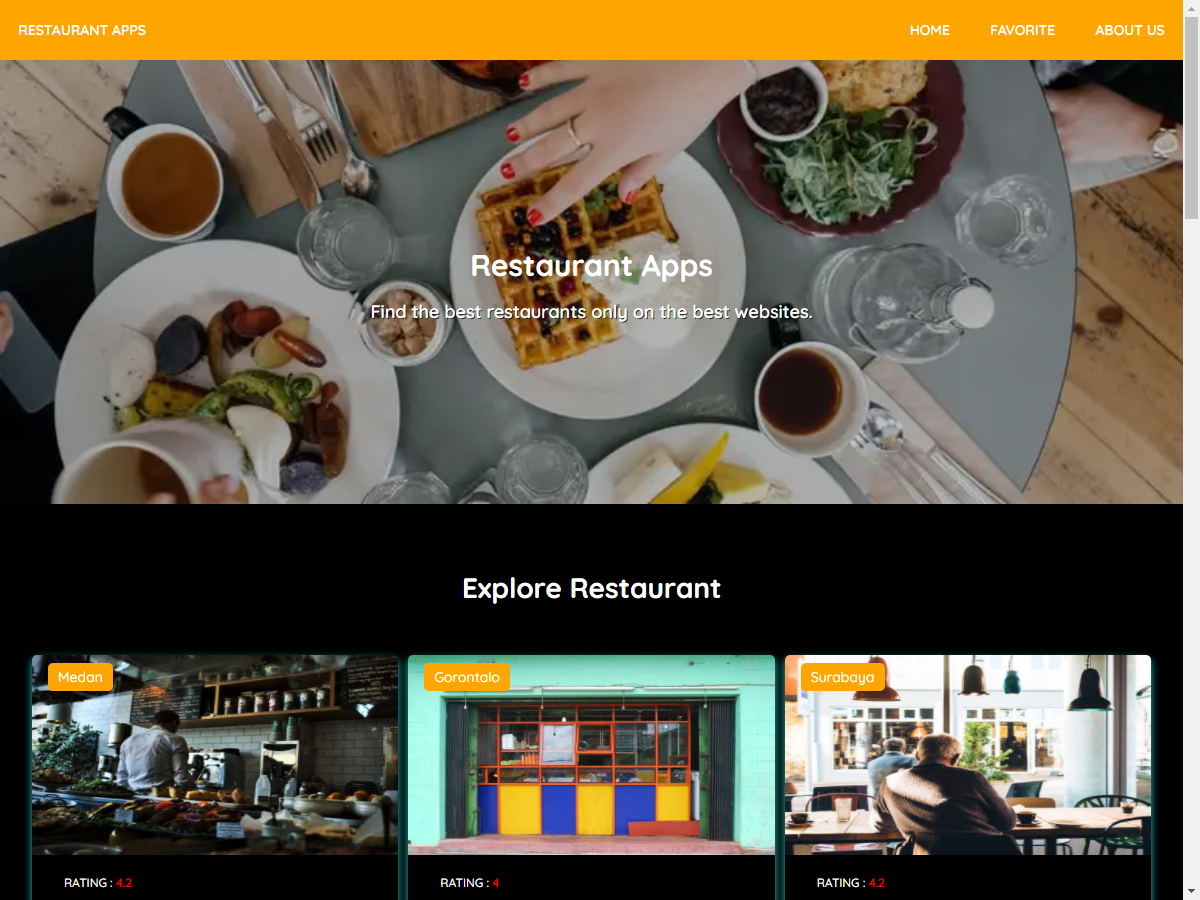 RESTAURANT APPS
HOME
FAVORITE
ABOUT US
Restaurant Apps
Find the best restaurants only on the best websites.
Explore Restaurant
Medan
Gorontalo
Surabaya
RATING : 4.2
RATING : 4
RATING : 4.2